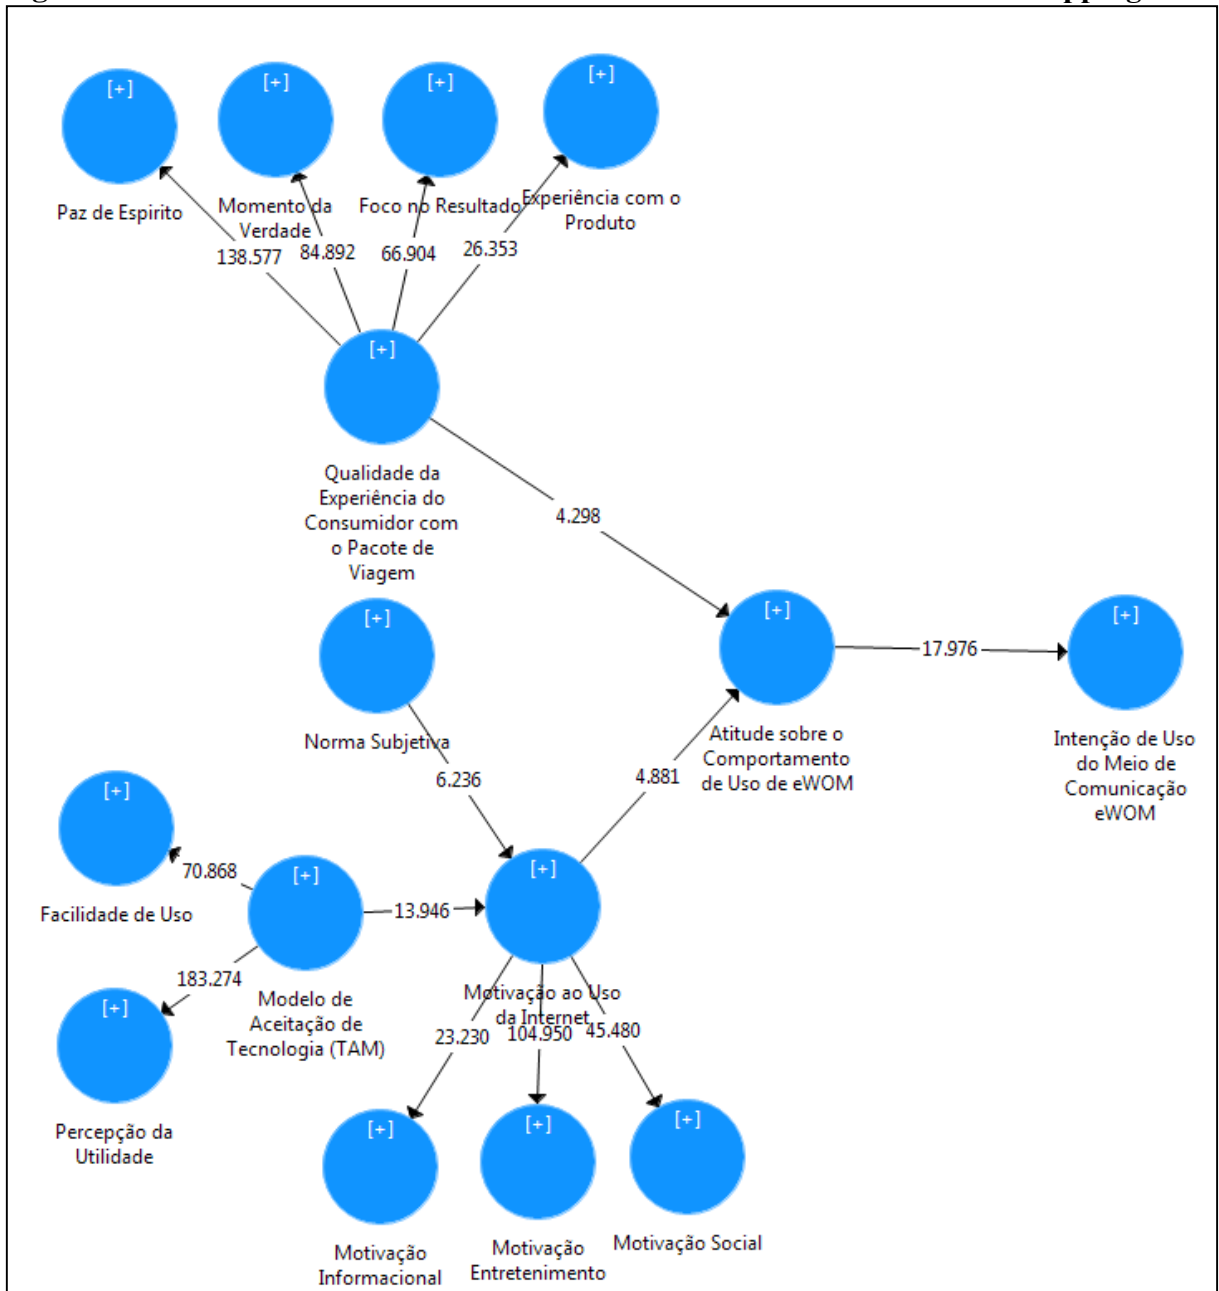 [+]
[+]
[+]
[+]
Paz de Espirito
Momento da
Verdade
Foco no Resultado
Experiência com o
Produto
138.577
84.892
66.904
26.353
[+]
Qualidade da
Experiência do
Consumidor com
o Pacote de
Viagem
4.298
[+]
Norma Subjetiva
6.236
[+]
Atitude sobre o
Comportamento
de Uso de eWOM
17.976
[+]
Intenção de Uso
do Meio de
Comunicação
eWOM
4.881
[+]
Facilidade de Uso
70.868
[+]
Modelo de
Aceitação de
Tecnologia (TAM)
13.946
183.274
[+]
Percepção da
Utilidade
[+]
Motivação ao Uso
da Internet
23.230
104.950
45.480
[+]
Motivação
Informacional
[+]
Motivação
Entretenimento
[+]
Motivação Social